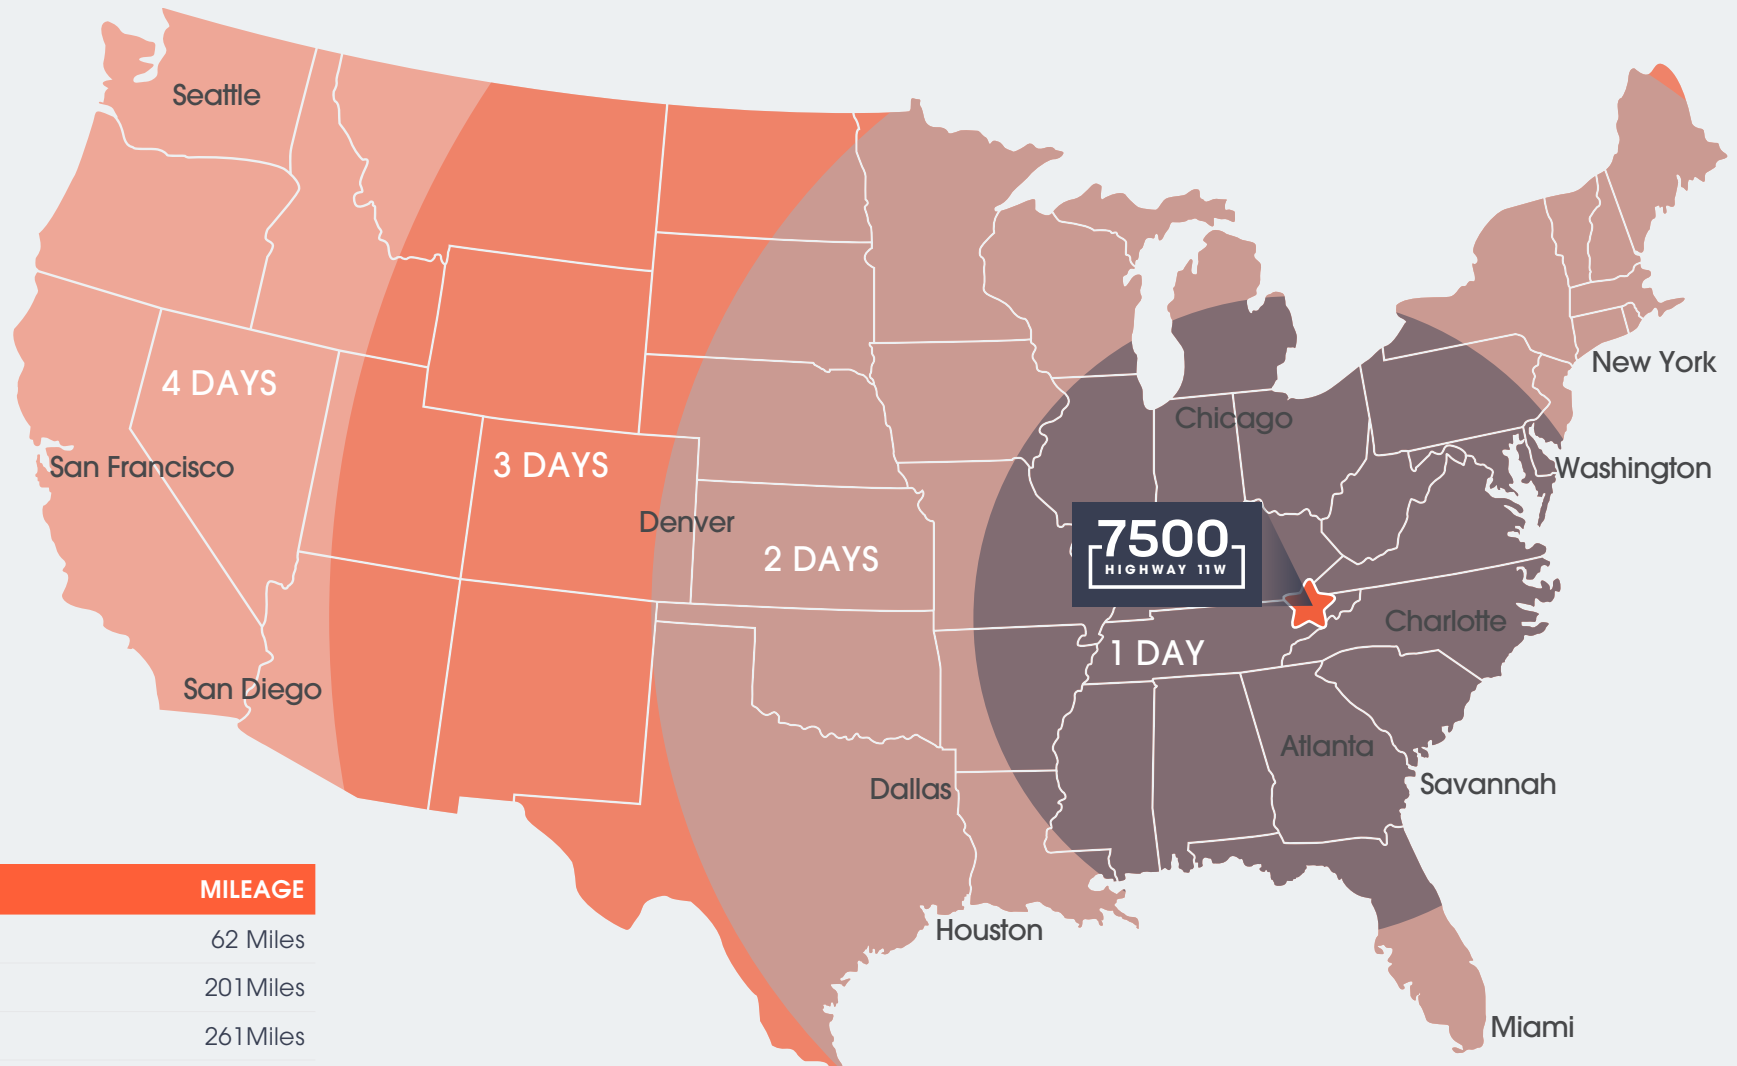 Seattle
New York
4 DAYS
Chicago
San Francisco
3 DAYS
Washington
Denver
2 DAYS
7500
HIGHWAY 11W
Charlotte
1 DAY
San Diego
Atlanta
Dallas
Savannah
MILEAGE
Houston
62 Miles
201Miles
Miami
261Miles